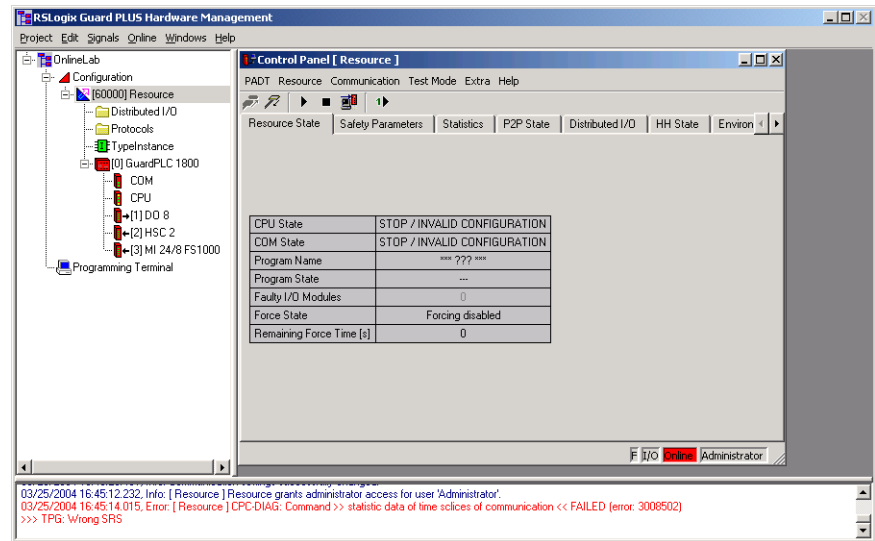 RSLogix Guard PLUS Hardware Management
Project Edit Signals Online Windows Help
OnlineLab
Configuration
[60000] Resource
Distributed I/O
Protocols
TypeInstance
[0] GuardPLC 1800
COM
CPU
[1] DO 8
[2] HSC 2
[3] MI 24/8 FS1000
Programming Terminal
Control Panel [ Resource ]
PADT Resource Communication Test Mode Extra Help
Resource State Safety Parameters Statistics P2P State Distributed I/O HH State Environ
CPU State STOP / INVALID CONFIGURATION
COM State STOP / INVALID CONFIGURATION
Program Name *** ??? ***
Program State ---
Faulty I/O Modules 0
Force State Forcing disabled
Remaining Force Time [s] 0
F I/O Online Administrator
03/25/2004 16:45:12.232, Info: [ Resource ] Resource grants administrator access for user 'Administrator'.
03/25/2004 16:45:14.015, Error: [ Resource ] CPC-DIAG: Command >> statistic data of time sclices of communication << FAILED (error: 3008502)
>>> TPG: Wrong SRS